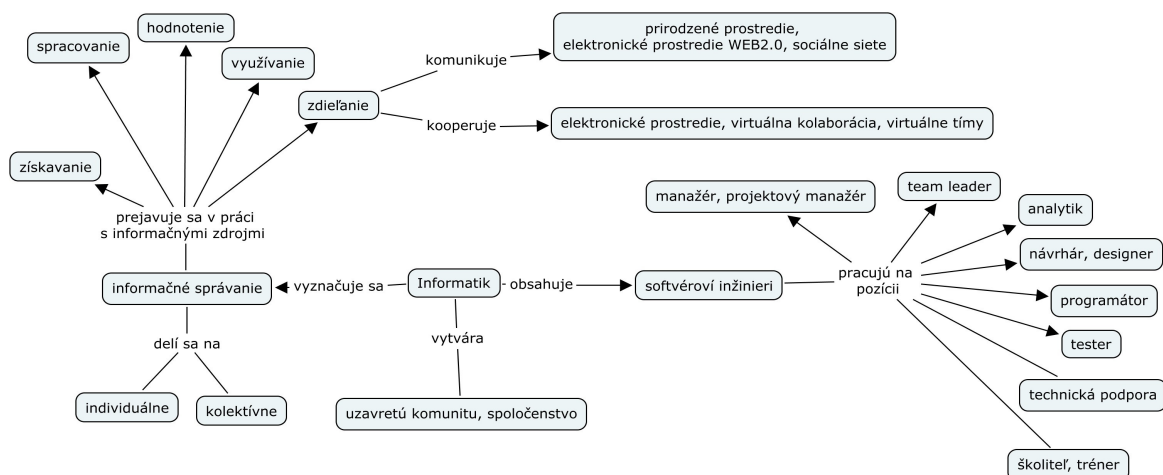 hodnotenie
spracovanie
využívanie
zdieľanie
získavanie
komunikuje
prirodzené prostredie,
elektronické prostredie WEB2.0, sociálne siete
kooperuje
elektronické prostredie, virtuálna kolaborácia, virtuálne tímy
prejavuje sa v práci
s informačnými zdrojmi
informačné správanie
vyznačuje sa
Informatik
obsahuje
softvéroví inžinieri
pracujú na
pozícii
manažér, projektový manažér
team leader
analytik
návrhár, designer
programátor
tester
technická podpora
školiteľ, tréner
delí sa na
individuálne
kolektívne
vytvára
uzavretú komunitu, spoločenstvo